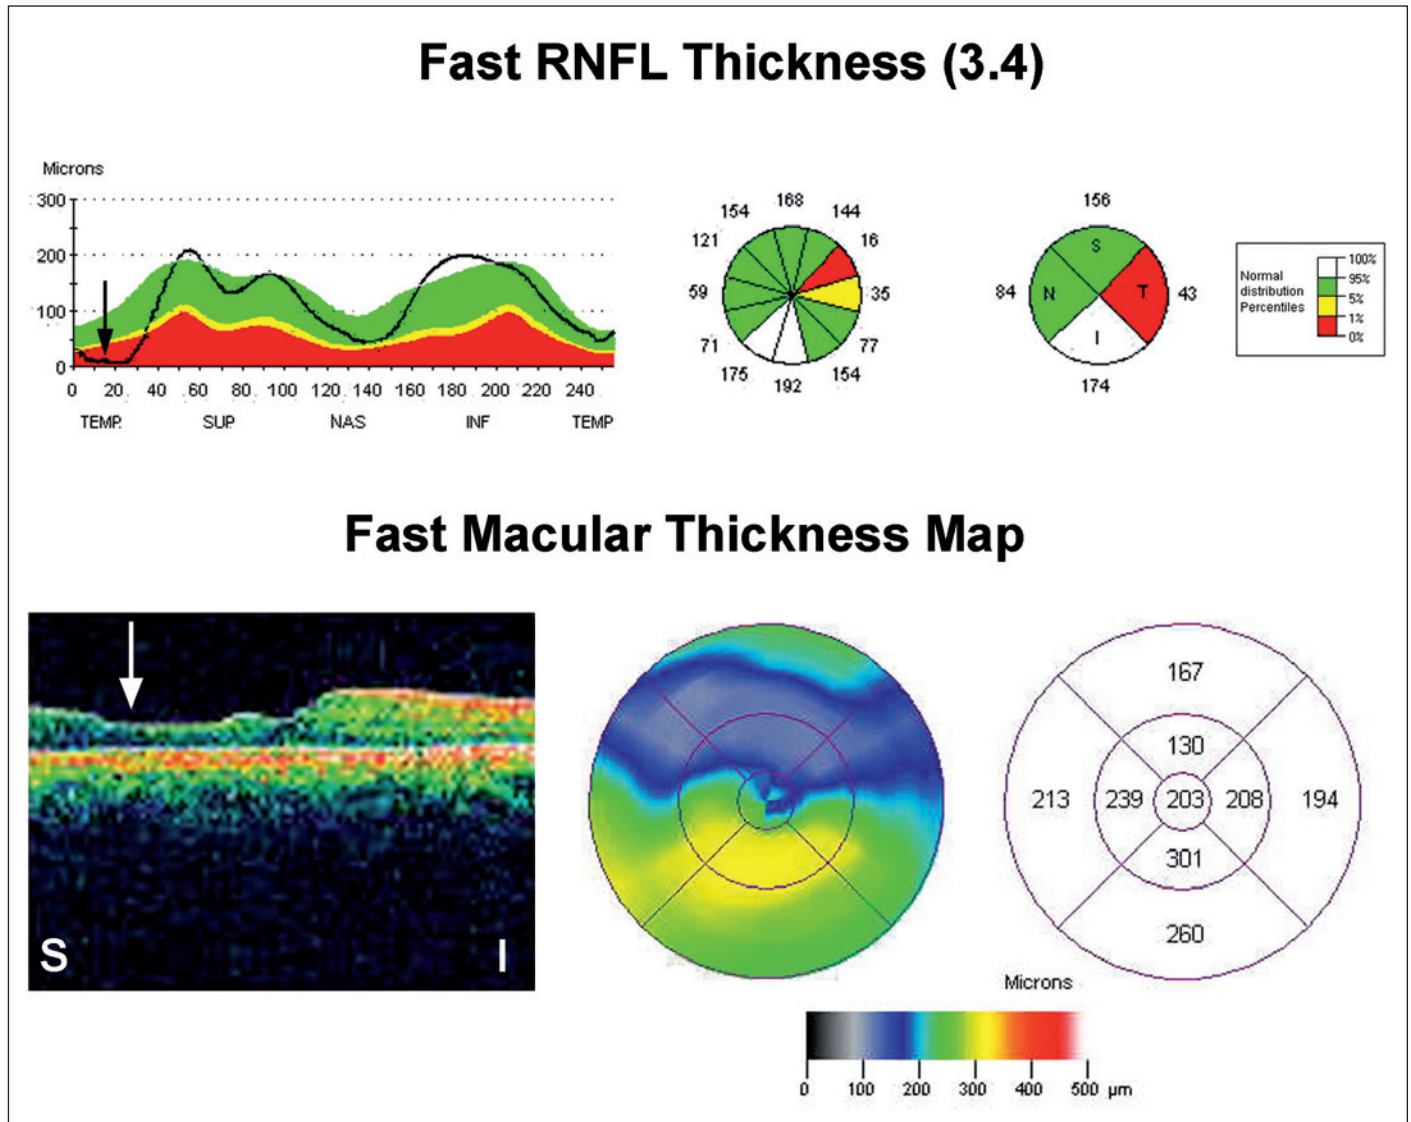 Fast RNFL Thickness (3.4)
Microns
300
200
100
0
0 20 40 60 80 100 120 140 160 180 200 220 240
TEMP. SUP NAS INF TEMP
168
154 144
121 16
59 35
71 77
175 154
192
156
S
84 N T 43
I
174
Normal
distribution
Percentiles
100%
95%
5%
1%
0%
Fast Macular Thickness Map
S I
167
130
213 239 203 208 194
301
260
Microns
0 100 200 300 400 500 µm